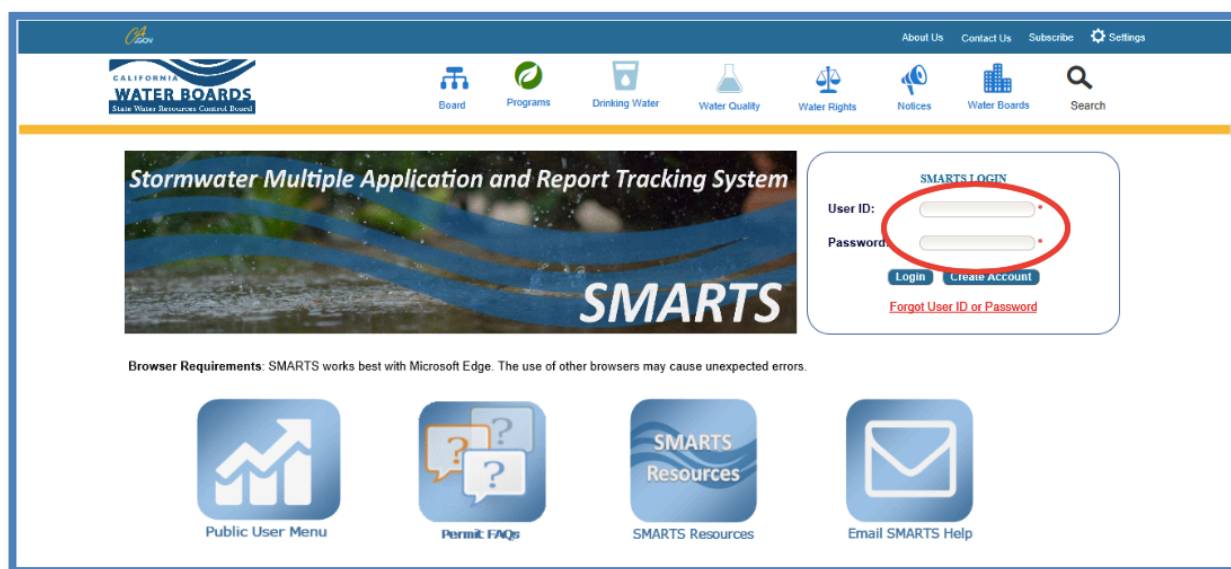 CA.GOV
About Us Contact Us Subscribe Settings
CALIFORNIA
WATER BOARDS
State Water Resources Control Board
Board Programs Drinking Water Water Quality Water Rights Notices Water Boards Search
Stormwater Multiple Application and Report Tracking System
SMARTS
SMARTS LOGIN
User ID: *
Password: *
Login Create Account
Forgot User ID or Password
Browser Requirements: SMARTS works best with Microsoft Edge. The use of other browsers may cause unexpected errors.
? ? ?
SMARTS
Resources
Public User Menu Permit FAQs SMARTS Resources Email SMARTS Help